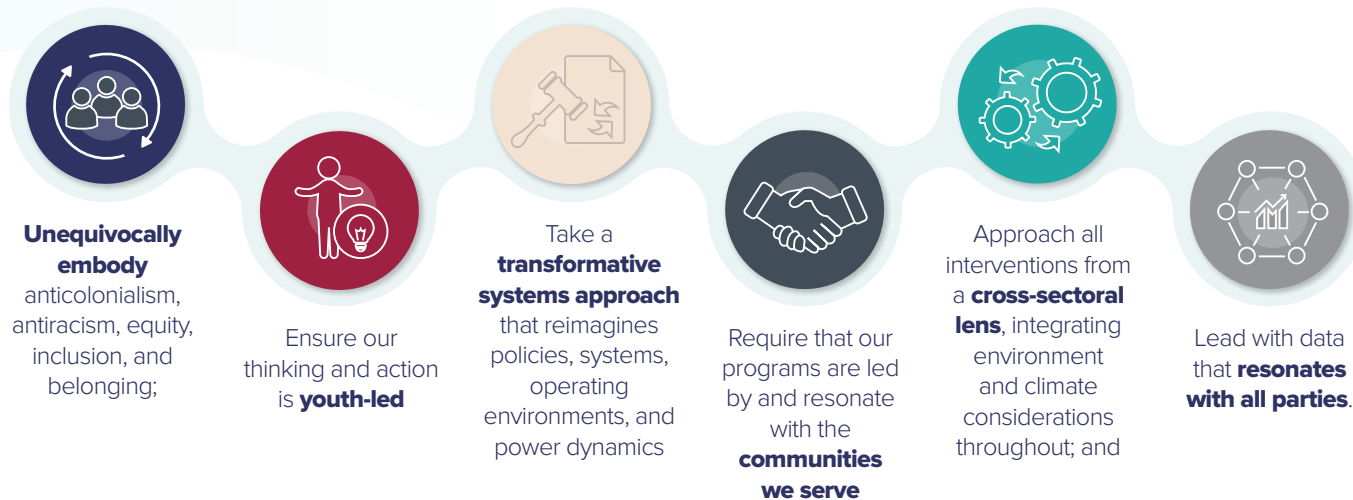 Unequivocally
embody
anticolonialism,
antiracism, equity,
inclusion, and
belonging;
Ensure our
thinking and action
is youth-led
Take a
transformative
systems approach
that reimagines
policies, systems,
operating
environments, and
power dynamics
Require that our
programs are led
by and resonate
with the
communities
we serve
Approach all
interventions from
a cross-sectoral
lens, integrating
environment
and climate
considerations
throughout; and
Lead with data
that resonates
with all parties.